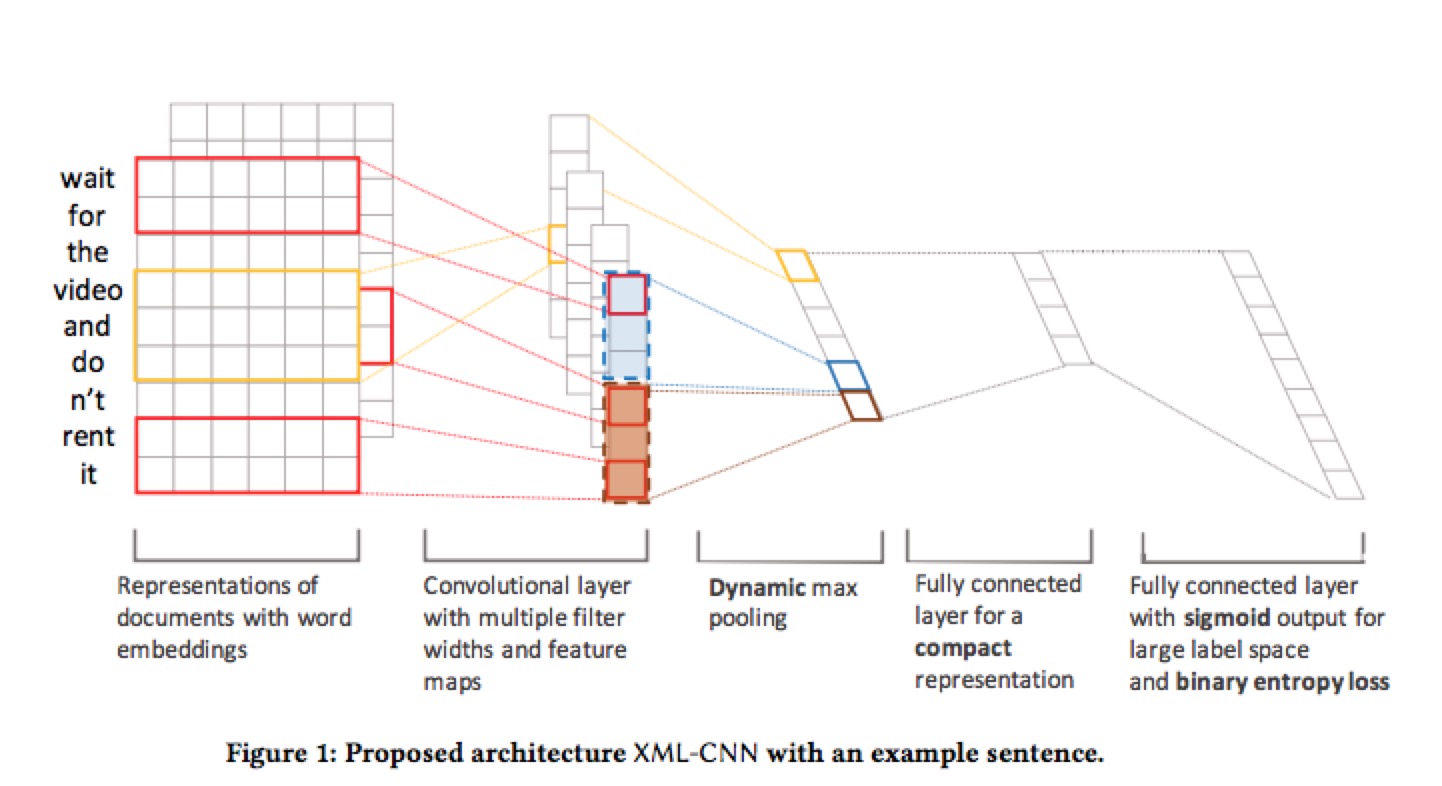 wait
for
the
video
and
do
n't
rent
it
Representations of
documents with word
embeddings
Convolutional layer
with multiple filter
widths and feature
maps
Dynamic max
pooling
Fully connected
layer for a
compact
representation
Fully connected layer
with sigmoid output for
large label space
and binary entropy loss
Figure 1: Proposed architecture XML-CNN with an example sentence.